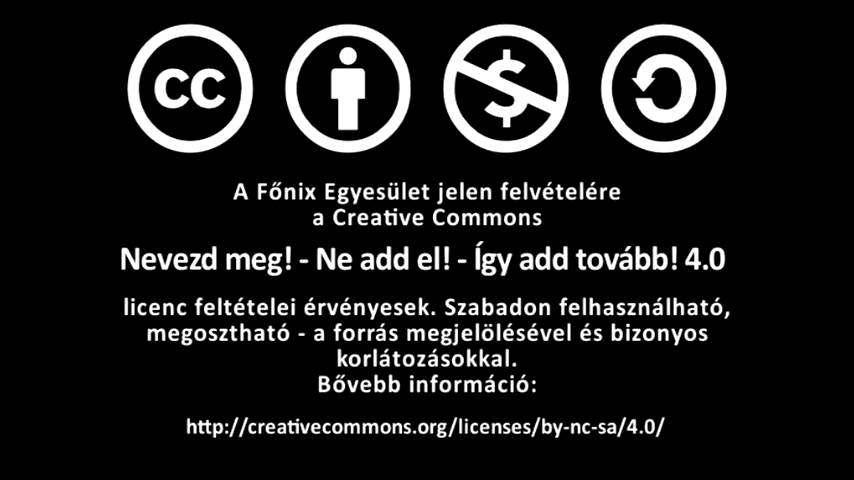 cc
$
A Főnix Egyesület jelen felvételére
a Creative Commons
Nevezd meg! - Ne add el! - Így add tovább! 4.0
licenc feltételei érvényesek. Szabadon felhasználható,
megosztható - a forrás megjelölésével és bizonyos
korlátozásokkal.
Bővebb információ:
http://creativecommons.org/licenses/by-nc-sa/4.0/